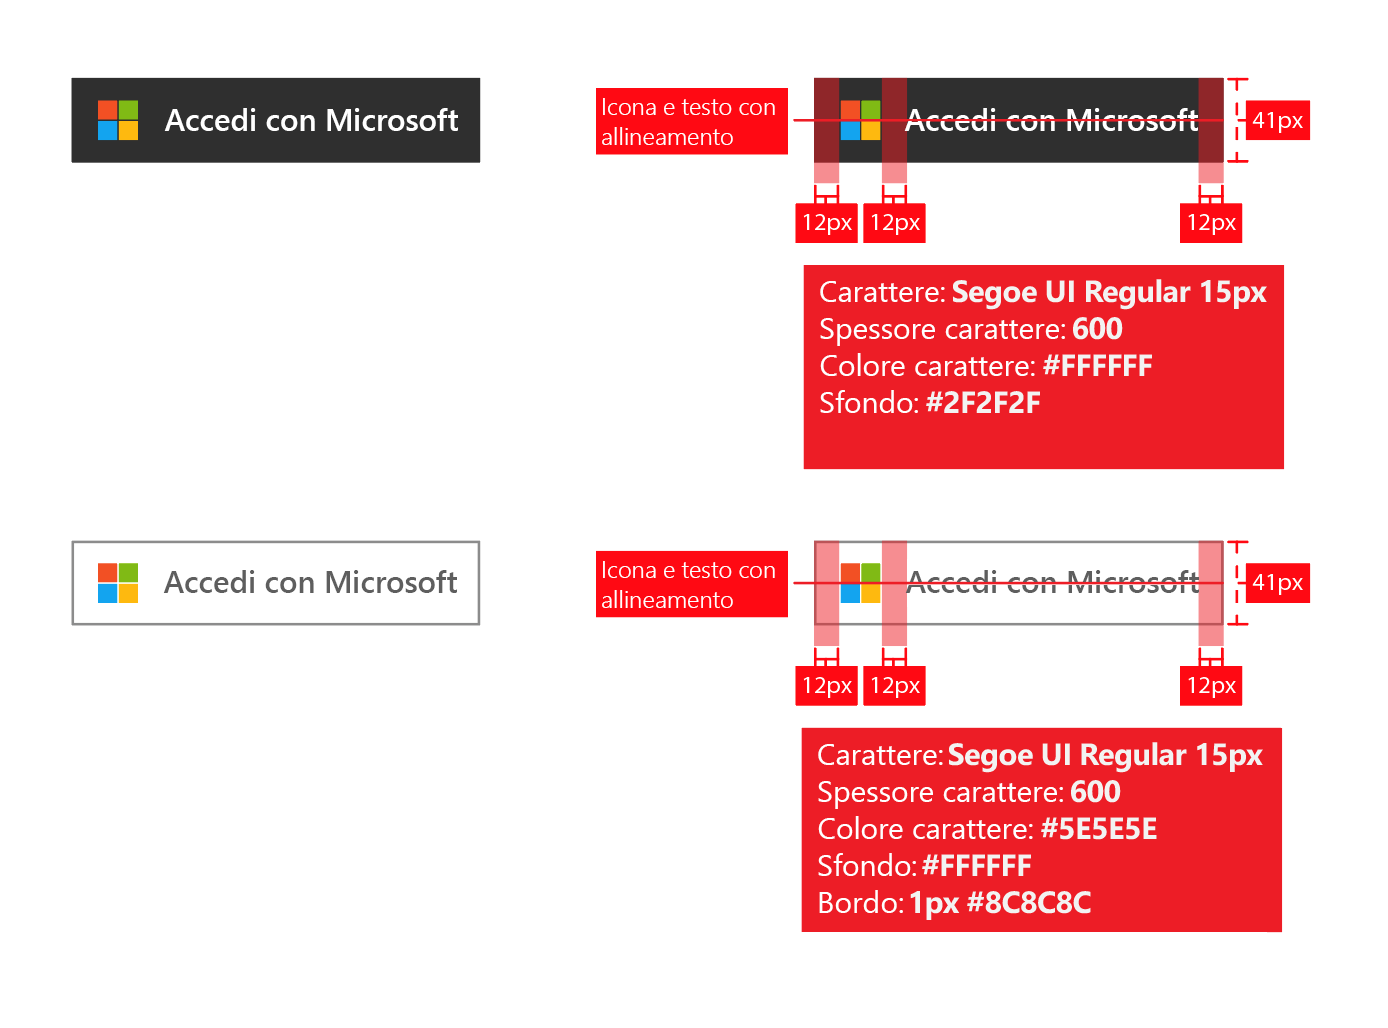 Accedi con Microsoft
Icona e testo con
allineamento
Accedi con Microsoft
41px
12px
12px
12px
Carattere: Segoe UI Regular 15px
Spessore carattere: 600
Colore carattere: #FFFFFF
Sfondo: #2F2F2F
Accedi con Microsoft
Icona e testo con
allineamento
Accedi con Microsoft
41px
12px
12px
12px
Carattere: Segoe UI Regular 15px
Spessore carattere: 600
Colore carattere: #5E5E5E
Sfondo: #FFFFFF
Bordo: 1px #8C8C8C